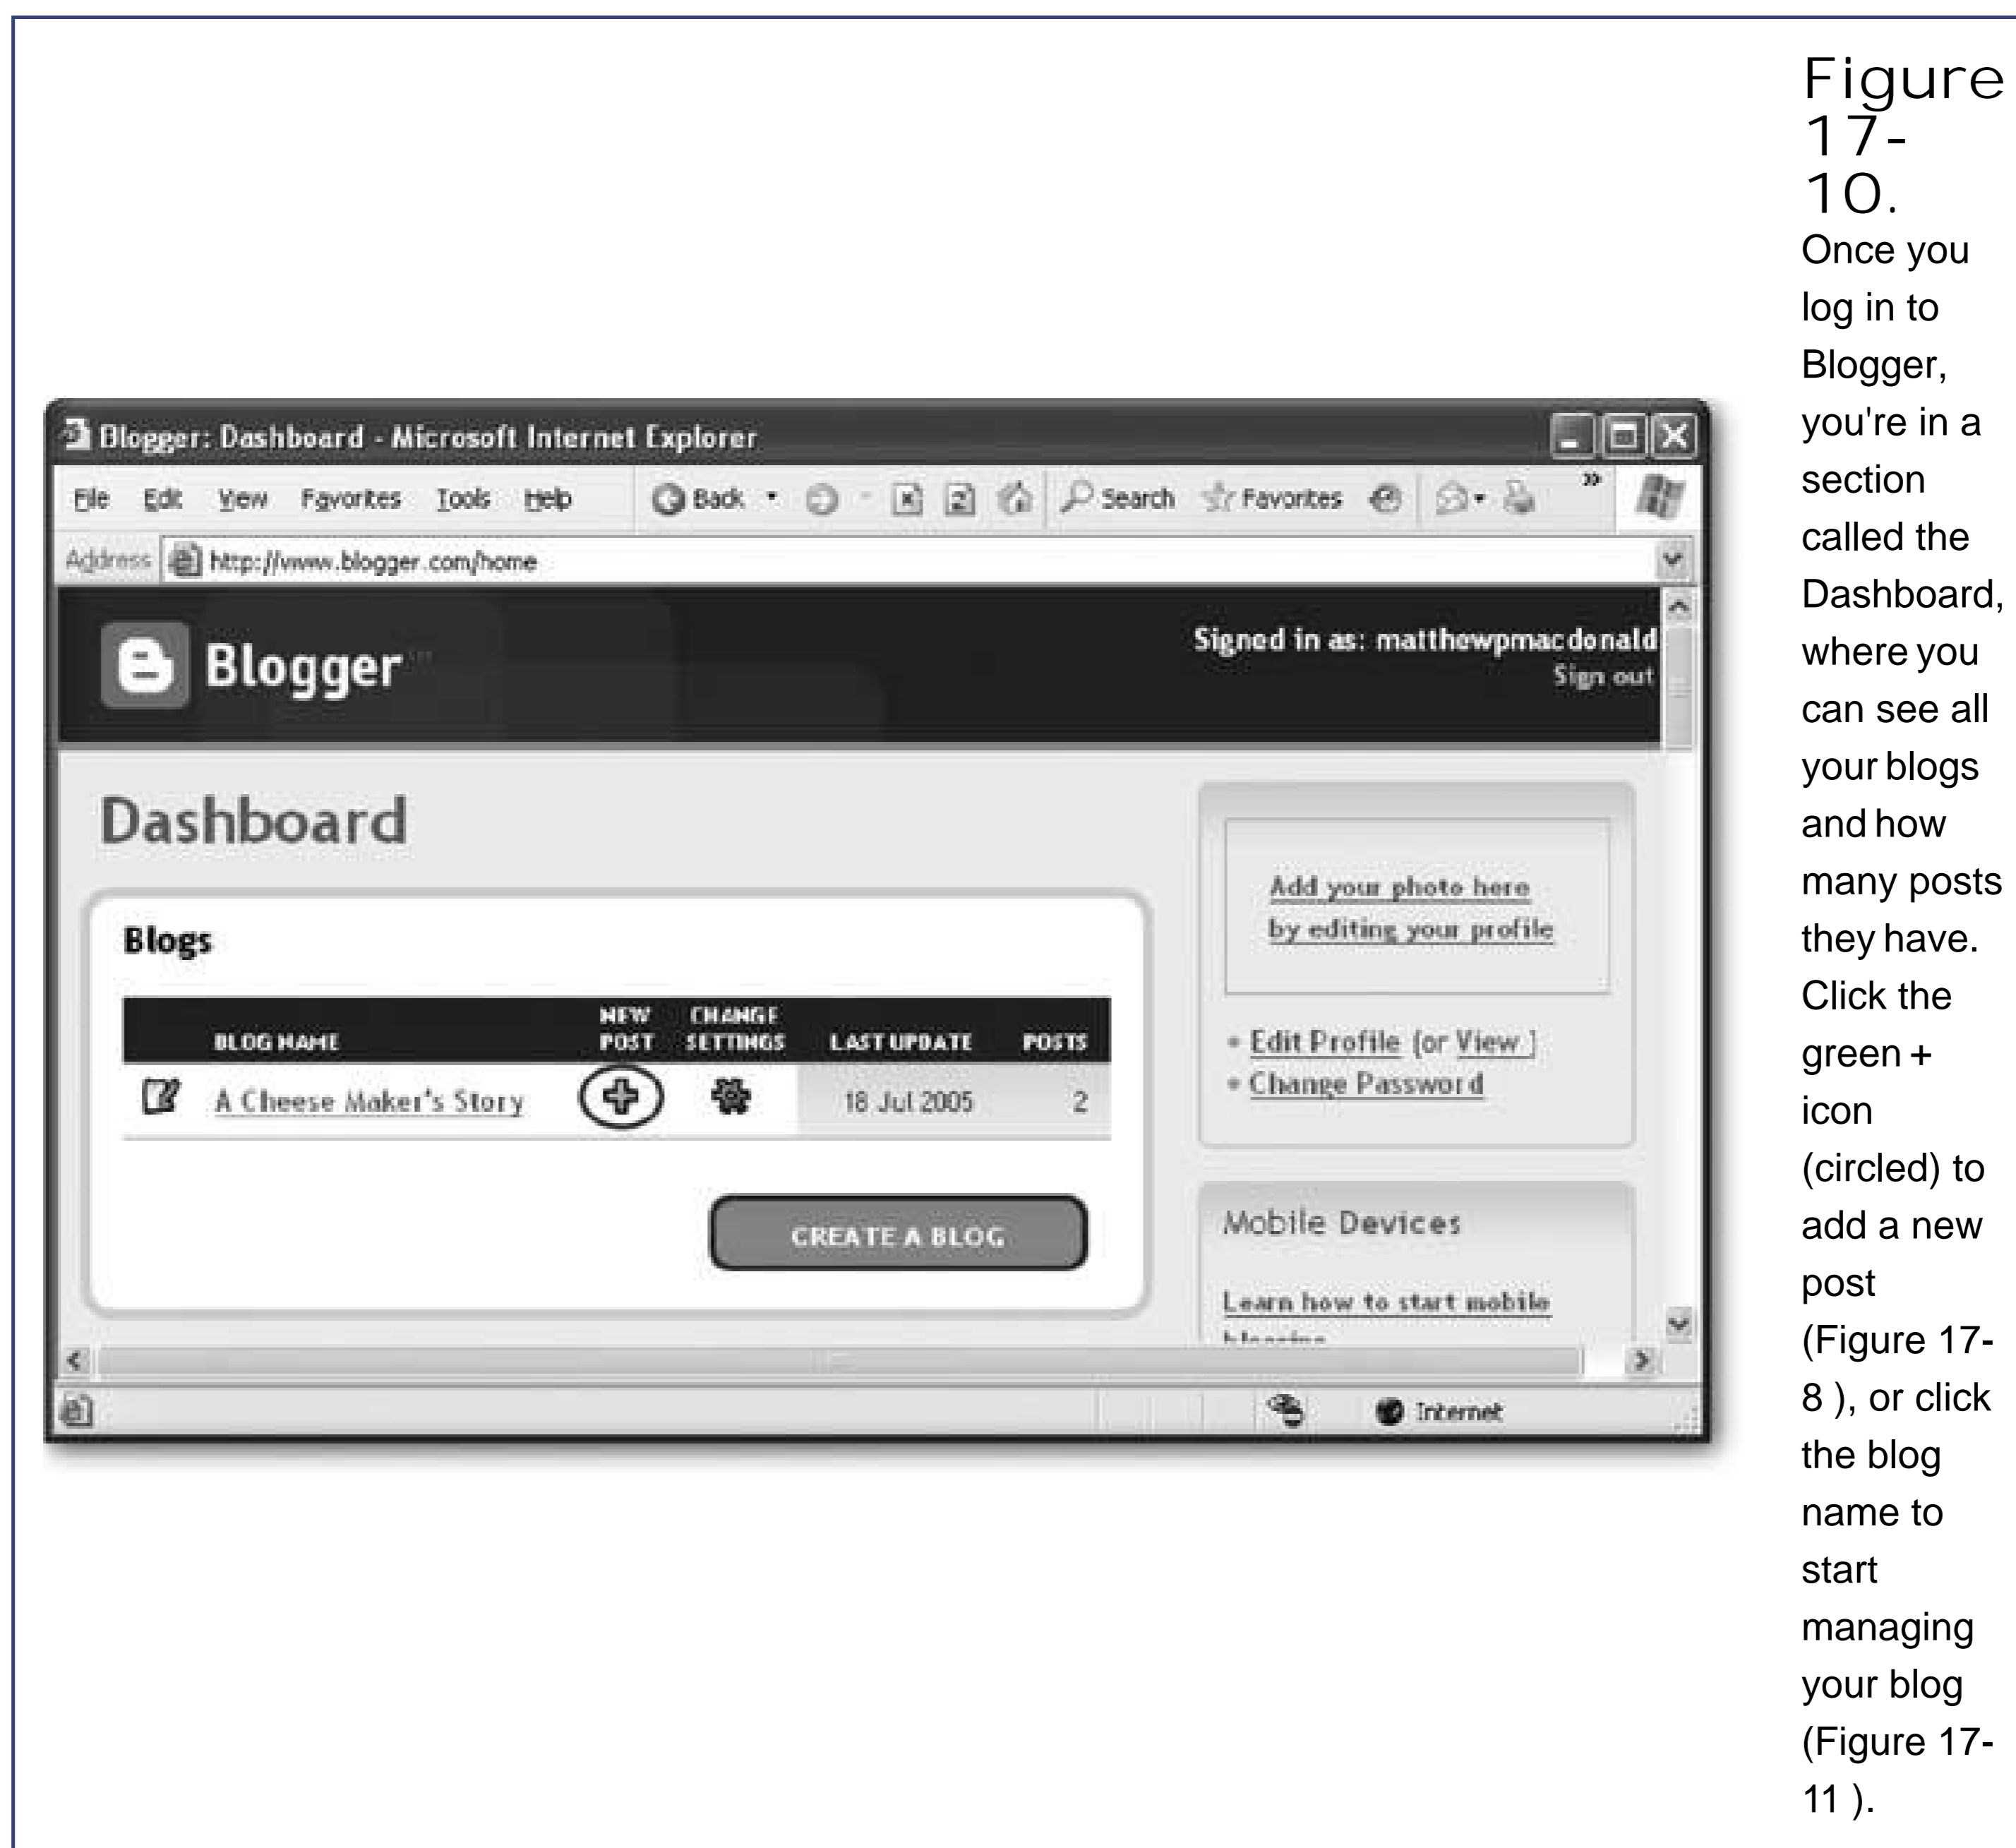 Figure
17-
10.
Once you
log in to
Blogger,
you're in a
section
called the
Dashboard,
where you
can see all
your blogs
and how
many posts
they have.
Click the
green +
icon
(circled) to
add a new
post
(Figure 17-
8 ), or click
the blog
name to
start
managing
your blog
(Figure 17-
11 ).
Blogger: Dashboard - Microsoft Internet Explorer
File Edit View Favorites Tools Help Back Search Favorites »
Address http://www.blogger.com/home
Blogger
Signed in as: matthewpmacdonald
Sign out
Dashboard
Blogs
BLOG NAME NEW POST CHANGE SETTINGS LAST UPDATE POSTS
A Cheese Maker's Story 18 Jul 2005 2
CREATE A BLOG
Add your photo here
by editing your profile
Edit Profile (or View )
Change Password
Mobile Devices
Learn how to start mobile
Internet